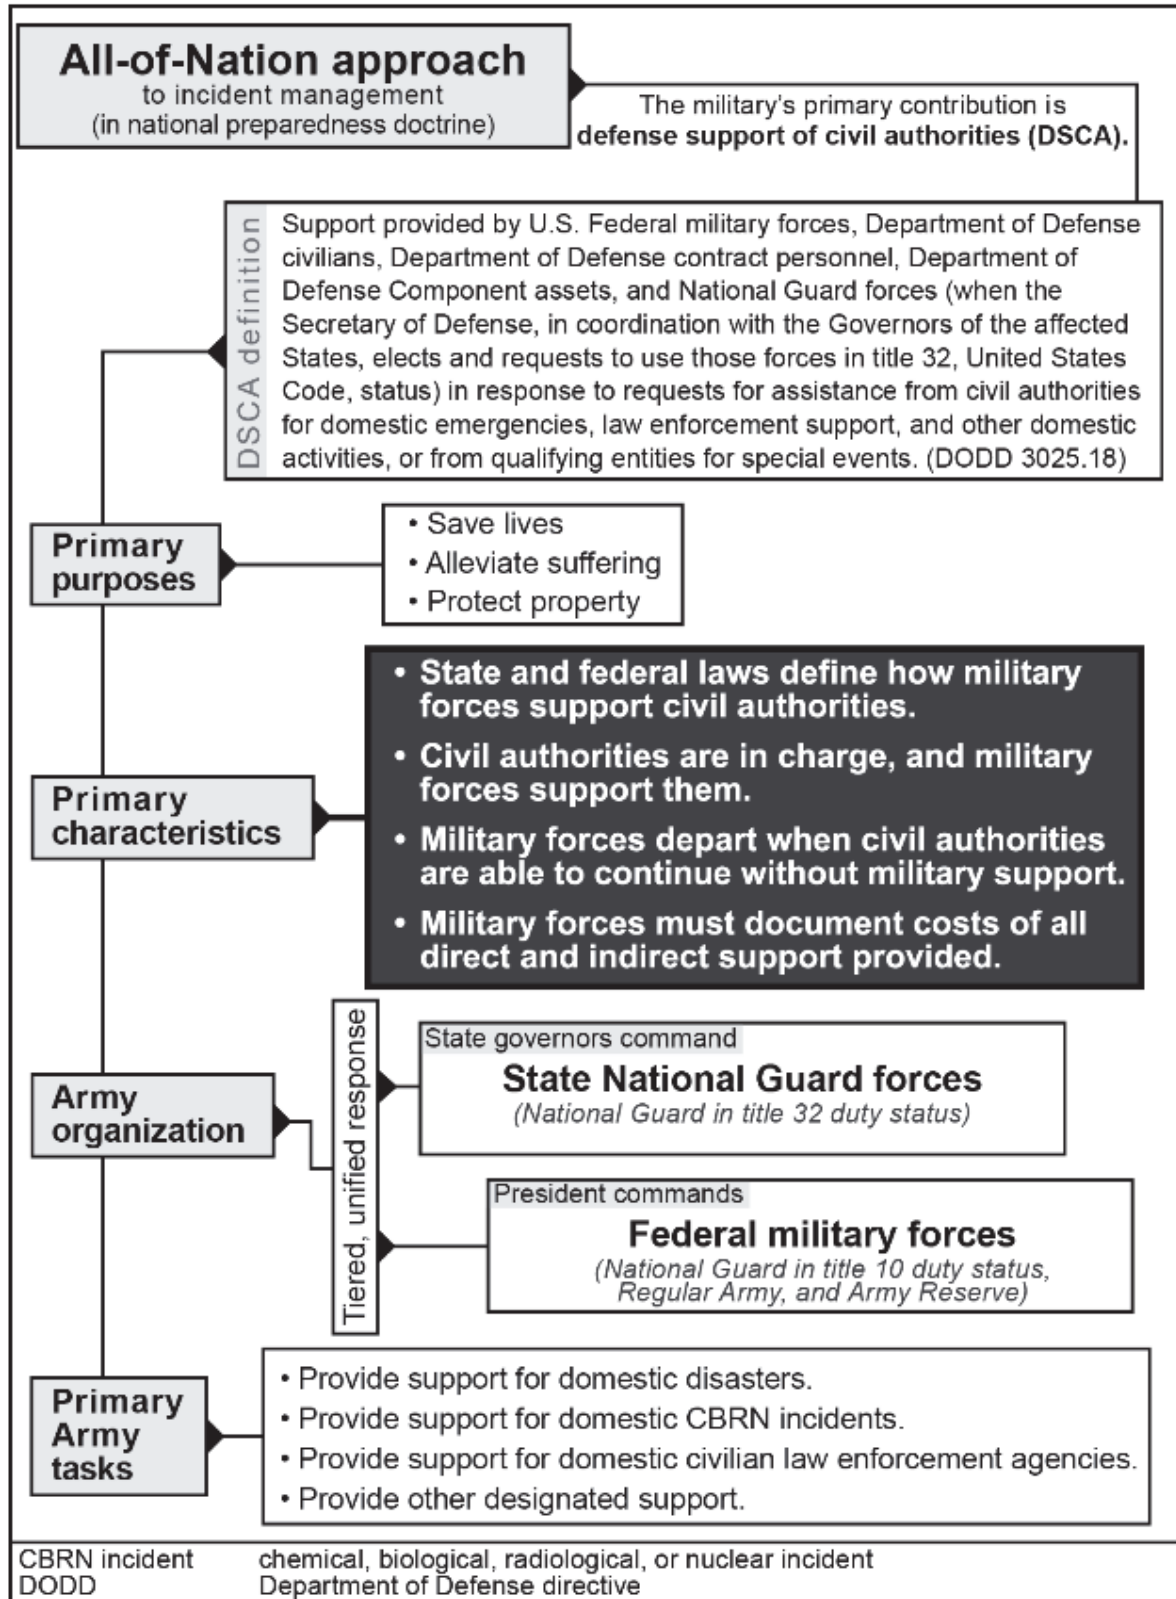 All-of-Nation approach
to incident management
(in national preparedness doctrine)
The military's primary contribution is
defense support of civil authorities (DSCA).
DSCA definition
Support provided by U.S. Federal military forces, Department of Defense
civilians, Department of Defense contract personnel, Department of
Defense Component assets, and National Guard forces (when the
Secretary of Defense, in coordination with the Governors of the affected
States, elects and requests to use those forces in title 32, United States
Code, status) in response to requests for assistance from civil authorities
for domestic emergencies, law enforcement support, and other domestic
activities, or from qualifying entities for special events. (DODD 3025.18)
Primary
purposes
• Save lives
• Alleviate suffering
• Protect property
Primary
characteristics
• State and federal laws define how military
forces support civil authorities.
• Civil authorities are in charge, and military
forces support them.
• Military forces depart when civil authorities
are able to continue without military support.
• Military forces must document costs of all
direct and indirect support provided.
Army
organization
Tiered, unified response
State governors command
State National Guard forces
(National Guard in title 32 duty status)
President commands
Federal military forces
(National Guard in title 10 duty status,
Regular Army, and Army Reserve)
Primary
Army
tasks
• Provide support for domestic disasters.
• Provide support for domestic CBRN incidents.
• Provide support for domestic civilian law enforcement agencies.
• Provide other designated support.
CBRN incident chemical, biological, radiological, or nuclear incident
DODD Department of Defense directive